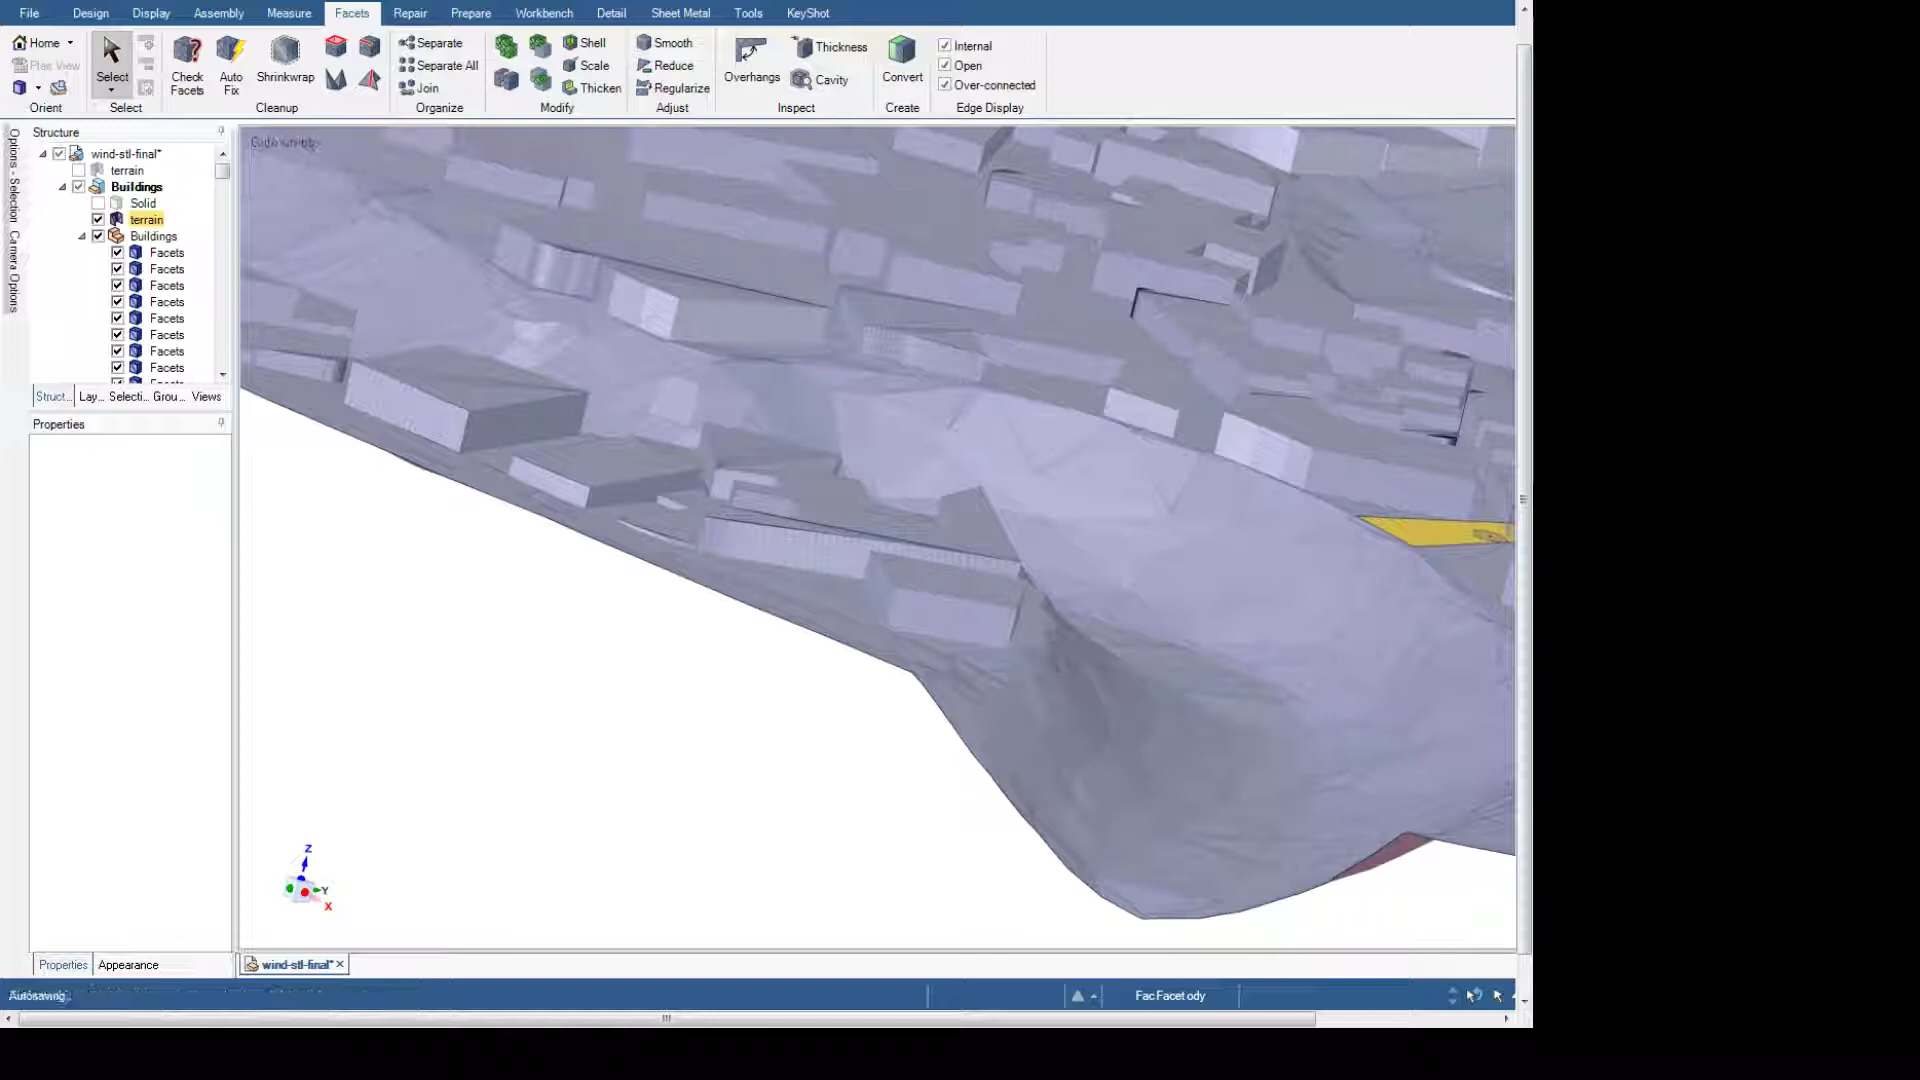 File Design Display Assembly Measure Facets Repair Prepare Workbench Detail Sheet Metal Tools KeyShot
Home
Plan View
Orient
Select
Select
Check Facets
Auto Fix
Shrinkwrap
Cleanup
Separate
Separate All
Join
Organize
Shell
Scale
Thicken
Modify
Smooth
Reduce
Regularize
Adjust
Overhangs
Thickness
Cavity
Inspect
Convert
Create
Internal
Open
Over-connected
Edge Display
Options - Selection
Camera Options
Structure
wind-stl-final*
terrain
Buildings
Solid
terrain
Buildings
Facets
Facets
Facets
Facets
Facets
Facets
Facets
Facets
Struct... Lay... Selecti... Grou... Views
Properties
Z
Y
X
Properties Appearance
wind-stl-final*
Autosaving...